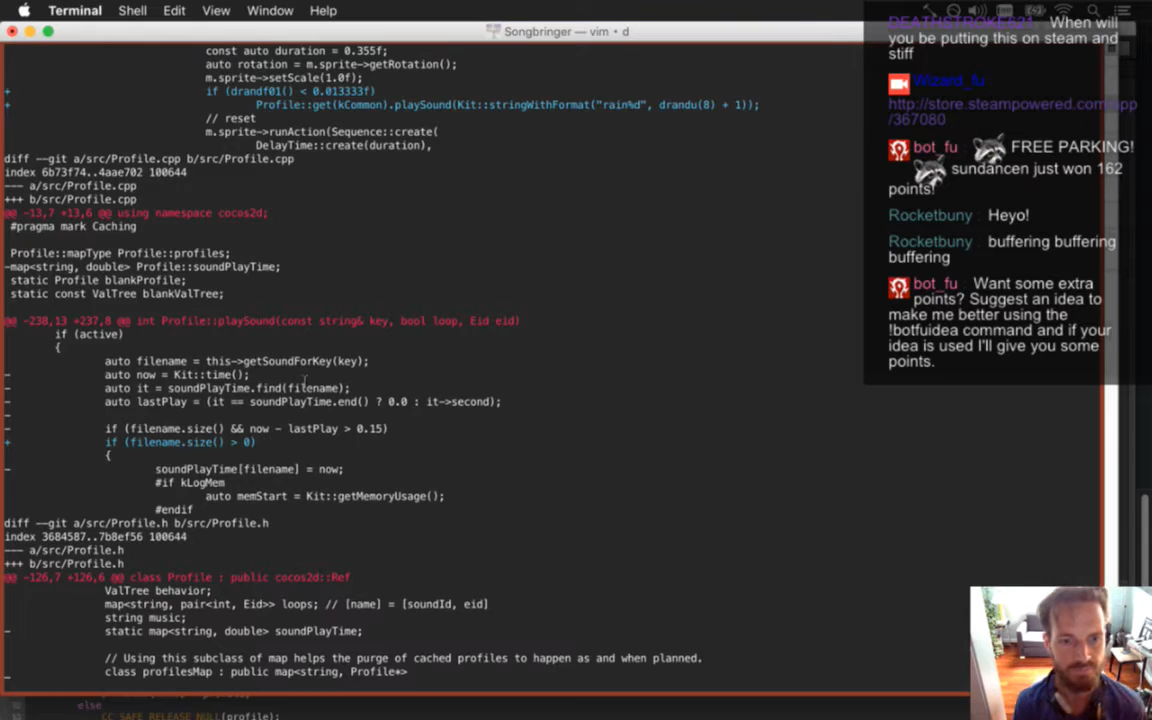 Terminal Shell Edit View Window Help
Songbringer — vim • d
const auto duration = 0.355f;
auto rotation = m.sprite->getRotation();
m.sprite->setScale(1.0f);
+ if (drandf01() < 0.013333f)
+ Profile::get(kCommon).playSound(Kit::stringWithFormat("rain%d", drandu(8) + 1));
// reset
m.sprite->runAction(Sequence::create(
DelayTime::create(duration),
diff --git a/src/Profile.cpp b/src/Profile.cpp
index 6b73f74..4aae702 100644
--- a/src/Profile.cpp
+++ b/src/Profile.cpp
@@ -13,7 +13,6 @@ using namespace cocos2d;
#pragma mark Caching
Profile::mapType Profile::profiles;
-map<string, double> Profile::soundPlayTime;
static Profile blankProfile;
static const ValTree blankValTree;
@@ -238,13 +237,8 @@ int Profile::playSound(const string& key, bool loop, Eid eid)
if (active)
{
auto filename = this->getSoundForKey(key);
- auto now = Kit::time();
- auto it = soundPlayTime.find(filename);
- auto lastPlay = (it == soundPlayTime.end() ? 0.0 : it->second);
-
- if (filename.size() && now - lastPlay > 0.15)
+ if (filename.size() > 0)
{
- soundPlayTime[filename] = now;
#if kLogMem
auto memStart = Kit::getMemoryUsage();
#endif
diff --git a/src/Profile.h b/src/Profile.h
index 3684587..7b8ef56 100644
--- a/src/Profile.h
+++ b/src/Profile.h
@@ -126,7 +126,6 @@ class Profile : public cocos2d::Ref
ValTree behavior;
map<string, pair<int, Eid>> loops; // [name] = [soundId, eid]
string music;
- static map<string, double> soundPlayTime;
// Using this subclass of map helps the purge of cached profiles to happen as and when planned.
class profilesMap : public map<string, Profile*>
else
CC_SAFE_RELEASE_NULL(profile);
When will
you be putting this on steam and
stiff
Wizard_fu
http://store.steampowered.com/app
/367080
bot_fu FREE PARKING!
sundancen just won 162
points!
Rocketbuny Heyo!
Rocketbuny buffering buffering
buffering
bot_fu Want some extra
points? Suggest an idea to
make me better using the
!botfuidea command and if your
idea is used I'll give you some
points.